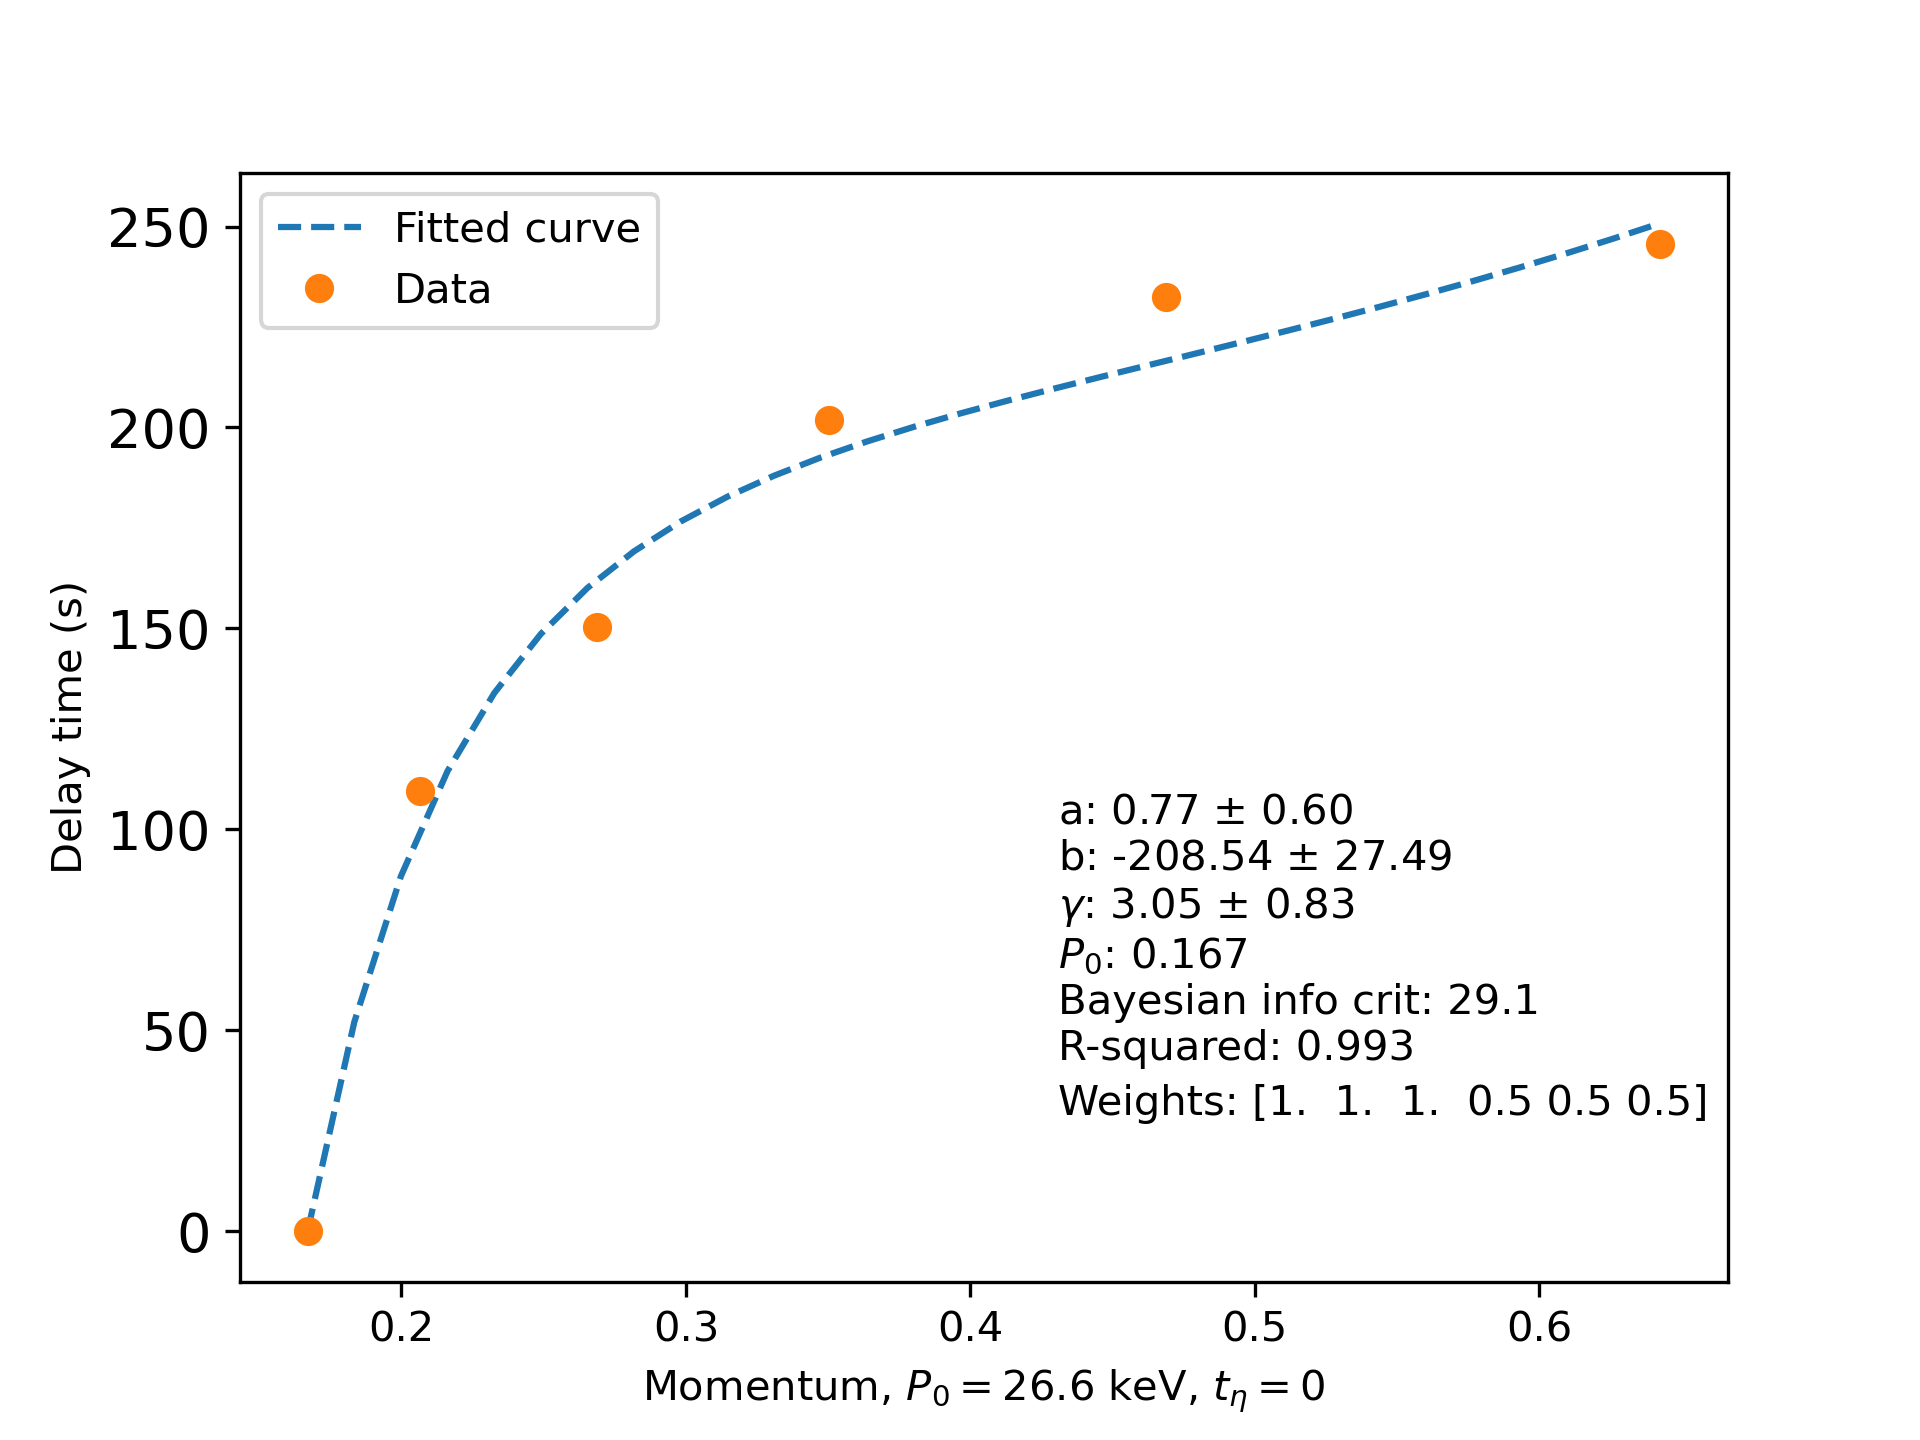 Fitted curve
Data
250
200
150
100
50
0
Delay time (s)
a: 0.77 ± 0.60
b: -208.54 ± 27.49
γ: 3.05 ± 0.83
P₀: 0.167
Bayesian info crit: 29.1
R-squared: 0.993
Weights: [1.  1.  1.  0.5 0.5 0.5]
0.2 0.3 0.4 0.5 0.6
Momentum, P₀ = 26.6 keV, tη = 0